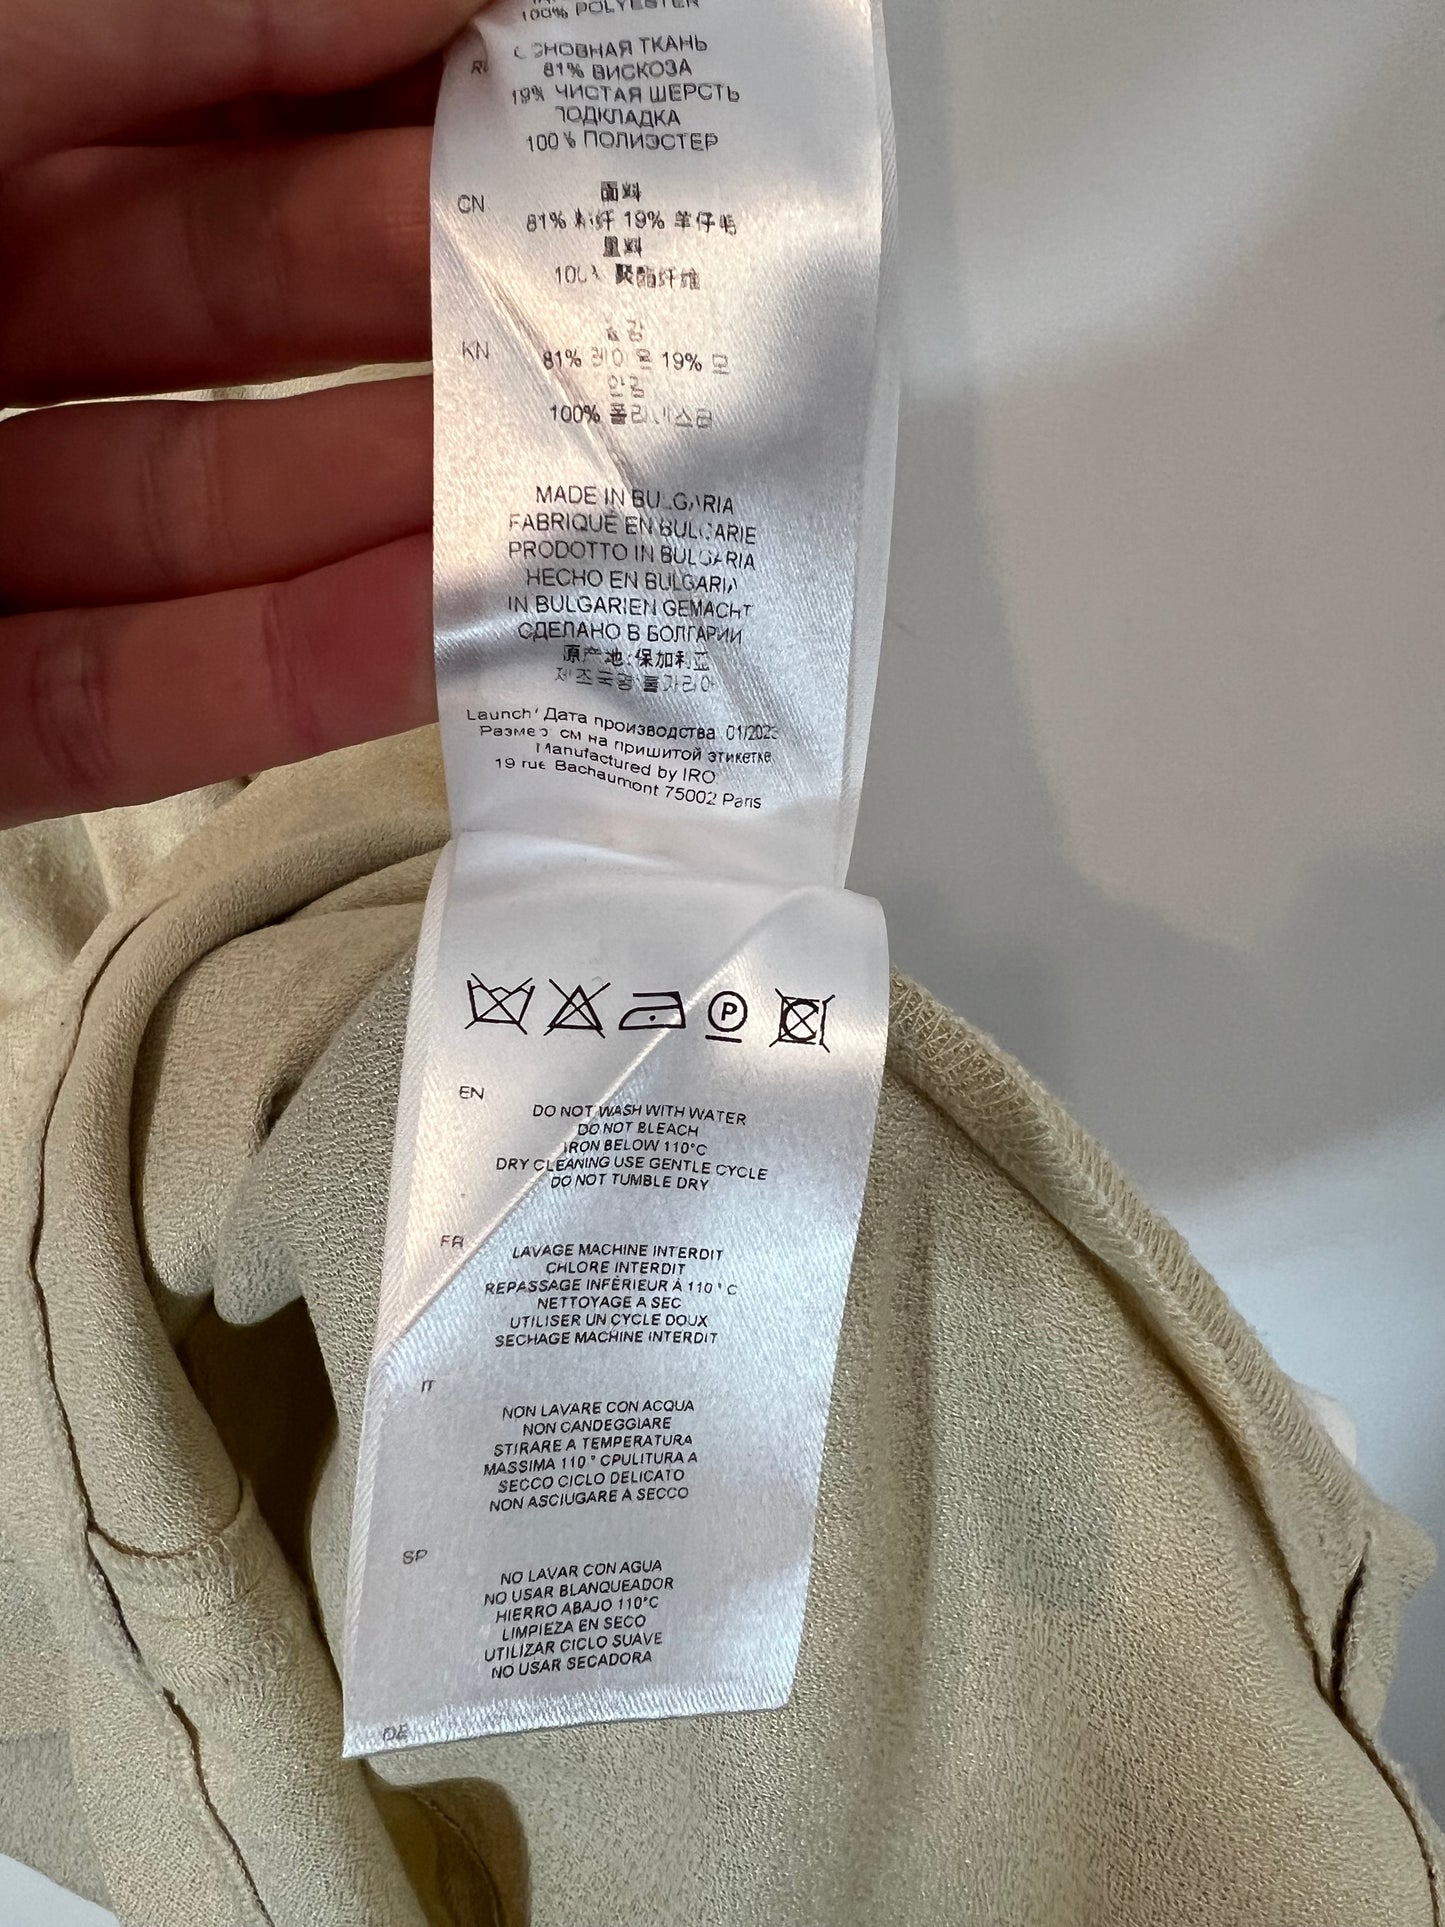 100% POLYESTER
RU
ОСНОВНАЯ ТКАНЬ
81% ВИСКОЗА
19% ЧИСТАЯ ШЕРСТЬ
ПОДКЛАДКА
100% ПОЛИЭСТЕР
CN
面料
81% 粘纤 19% 羊仔毛
里料
100% 聚酯纤维
KN
겉감
81% 레이온 19% 모
안감
100% 폴리에스터
MADE IN BULGARIA
FABRIQUÉ EN BULGARIE
PRODOTTO IN BULGARIA
HECHO EN BULGARIA
IN BULGARIEN GEMACHT
СДЕЛАНО В БОЛГАРИИ
原产地:保加利亚
제조국명:불가리아
Launch/ Дата производства 01/2023
Размер: см на пришитой этикетке
Manufactured by IRO
19 rue Bachaumont 75002 Paris
P
EN
DO NOT WASH WITH WATER
DO NOT BLEACH
IRON BELOW 110°C
DRY CLEANING USE GENTLE CYCLE
DO NOT TUMBLE DRY
FR
LAVAGE MACHINE INTERDIT
CHLORE INTERDIT
REPASSAGE INFÉRIEUR À 110°C
NETTOYAGE A SEC
UTILISER UN CYCLE DOUX
SECHAGE MACHINE INTERDIT
IT
NON LAVARE CON ACQUA
NON CANDEGGIARE
STIRARE A TEMPERATURA
MASSIMA 110° CPULITURA A
SECCO CICLO DELICATO
NON ASCIUGARE A SECCO
SP
NO LAVAR CON AGUA
NO USAR BLANQUEADOR
HIERRO ABAJO 110°C
LIMPIEZA EN SECO
UTILIZAR CICLO SUAVE
NO USAR SECADORA
DE